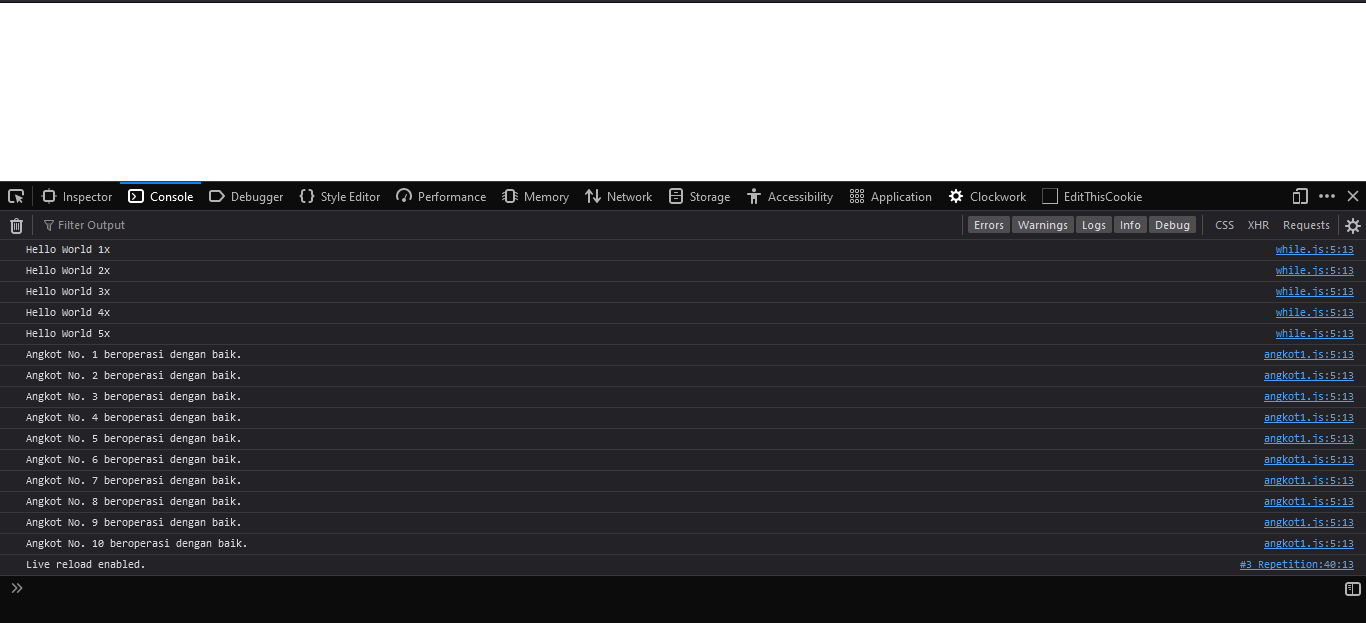 Inspector Console Debugger Style Editor Performance Memory Network Storage Accessibility Application Clockwork EditThisCookie
Filter Output Errors Warnings Logs Info Debug CSS XHR Requests
Hello World 1x while.js:5:13
Hello World 2x while.js:5:13
Hello World 3x while.js:5:13
Hello World 4x while.js:5:13
Hello World 5x while.js:5:13
Angkot No. 1 beroperasi dengan baik. angkot1.js:5:13
Angkot No. 2 beroperasi dengan baik. angkot1.js:5:13
Angkot No. 3 beroperasi dengan baik. angkot1.js:5:13
Angkot No. 4 beroperasi dengan baik. angkot1.js:5:13
Angkot No. 5 beroperasi dengan baik. angkot1.js:5:13
Angkot No. 6 beroperasi dengan baik. angkot1.js:5:13
Angkot No. 7 beroperasi dengan baik. angkot1.js:5:13
Angkot No. 8 beroperasi dengan baik. angkot1.js:5:13
Angkot No. 9 beroperasi dengan baik. angkot1.js:5:13
Angkot No. 10 beroperasi dengan baik. angkot1.js:5:13
Live reload enabled. #3 Repetition:40:13